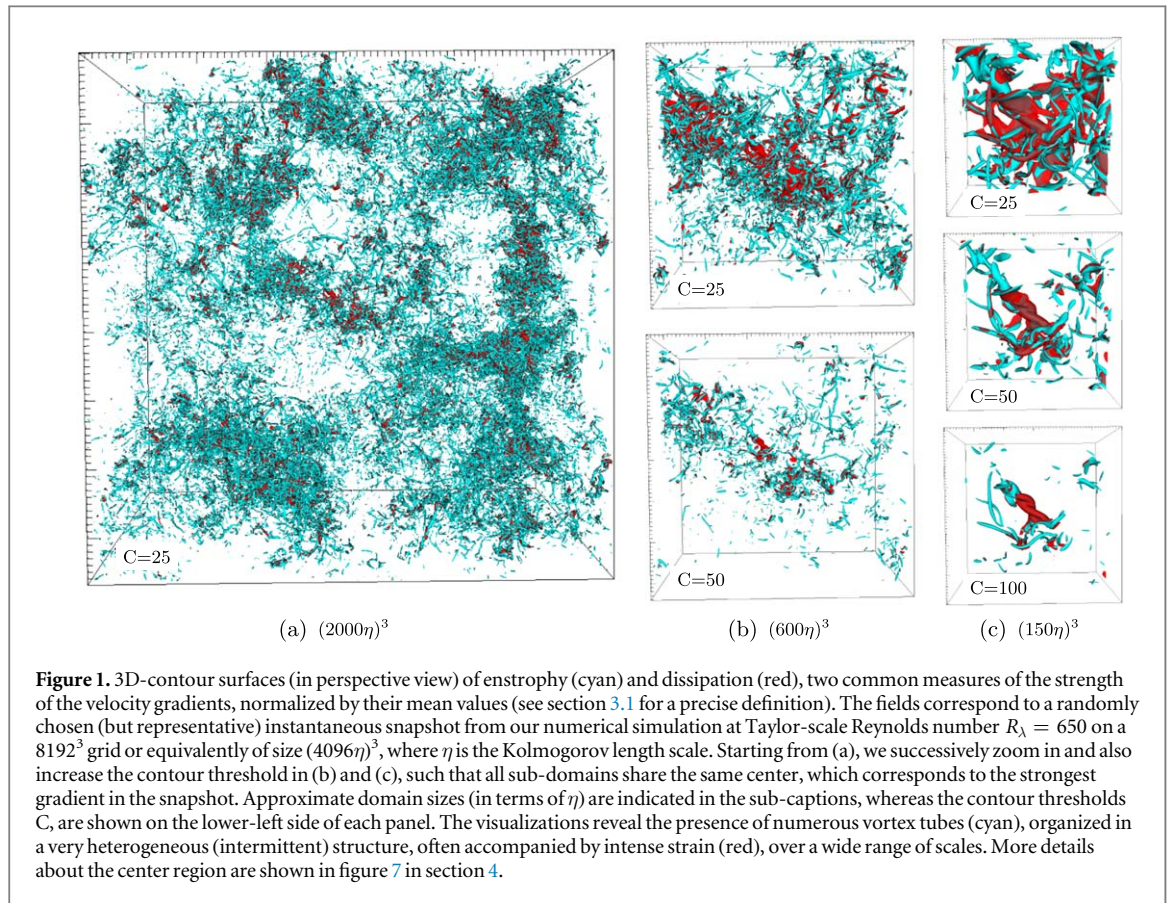 C=25
C=25
C=50
C=25
C=50
C=100
(a) (2000η)³
(b) (600η)³
(c) (150η)³
Figure 1. 3D-contour surfaces (in perspective view) of enstrophy (cyan) and dissipation (red), two common measures of the strength
of the velocity gradients, normalized by their mean values (see section 3.1 for a precise definition). The fields correspond to a randomly
chosen (but representative) instantaneous snapshot from our numerical simulation at Taylor-scale Reynolds number Rλ = 650 on a
8192³ grid or equivalently of size (4096η)³, where η is the Kolmogorov length scale. Starting from (a), we successively zoom in and also
increase the contour threshold in (b) and (c), such that all sub-domains share the same center, which corresponds to the strongest
gradient in the snapshot. Approximate domain sizes (in terms of η) are indicated in the sub-captions, whereas the contour thresholds
C, are shown on the lower-left side of each panel. The visualizations reveal the presence of numerous vortex tubes (cyan), organized in
a very heterogeneous (intermittent) structure, often accompanied by intense strain (red), over a wide range of scales. More details
about the center region are shown in figure 7 in section 4.